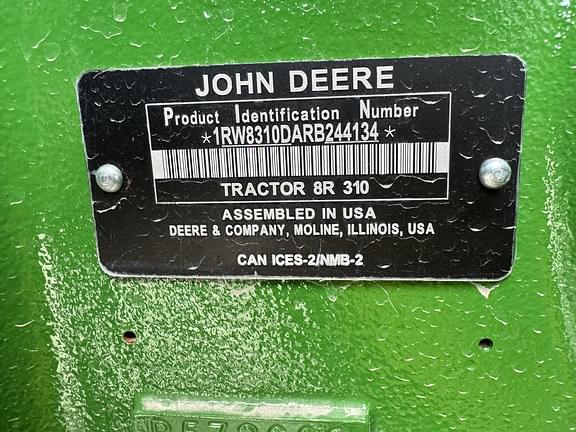 JOHN DEERE
Product Identification Number
*1RW8310DARB244134*
TRACTOR 8R 310
ASSEMBLED IN USA
DEERE & COMPANY, MOLINE, ILLINOIS, USA
CAN ICES-2/NMB-2